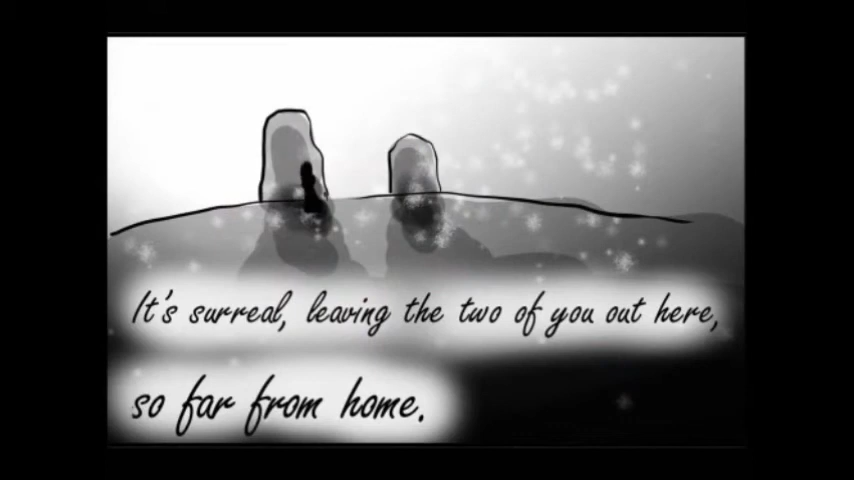 It's surreal, leaving the two of you out here,
so far from home.